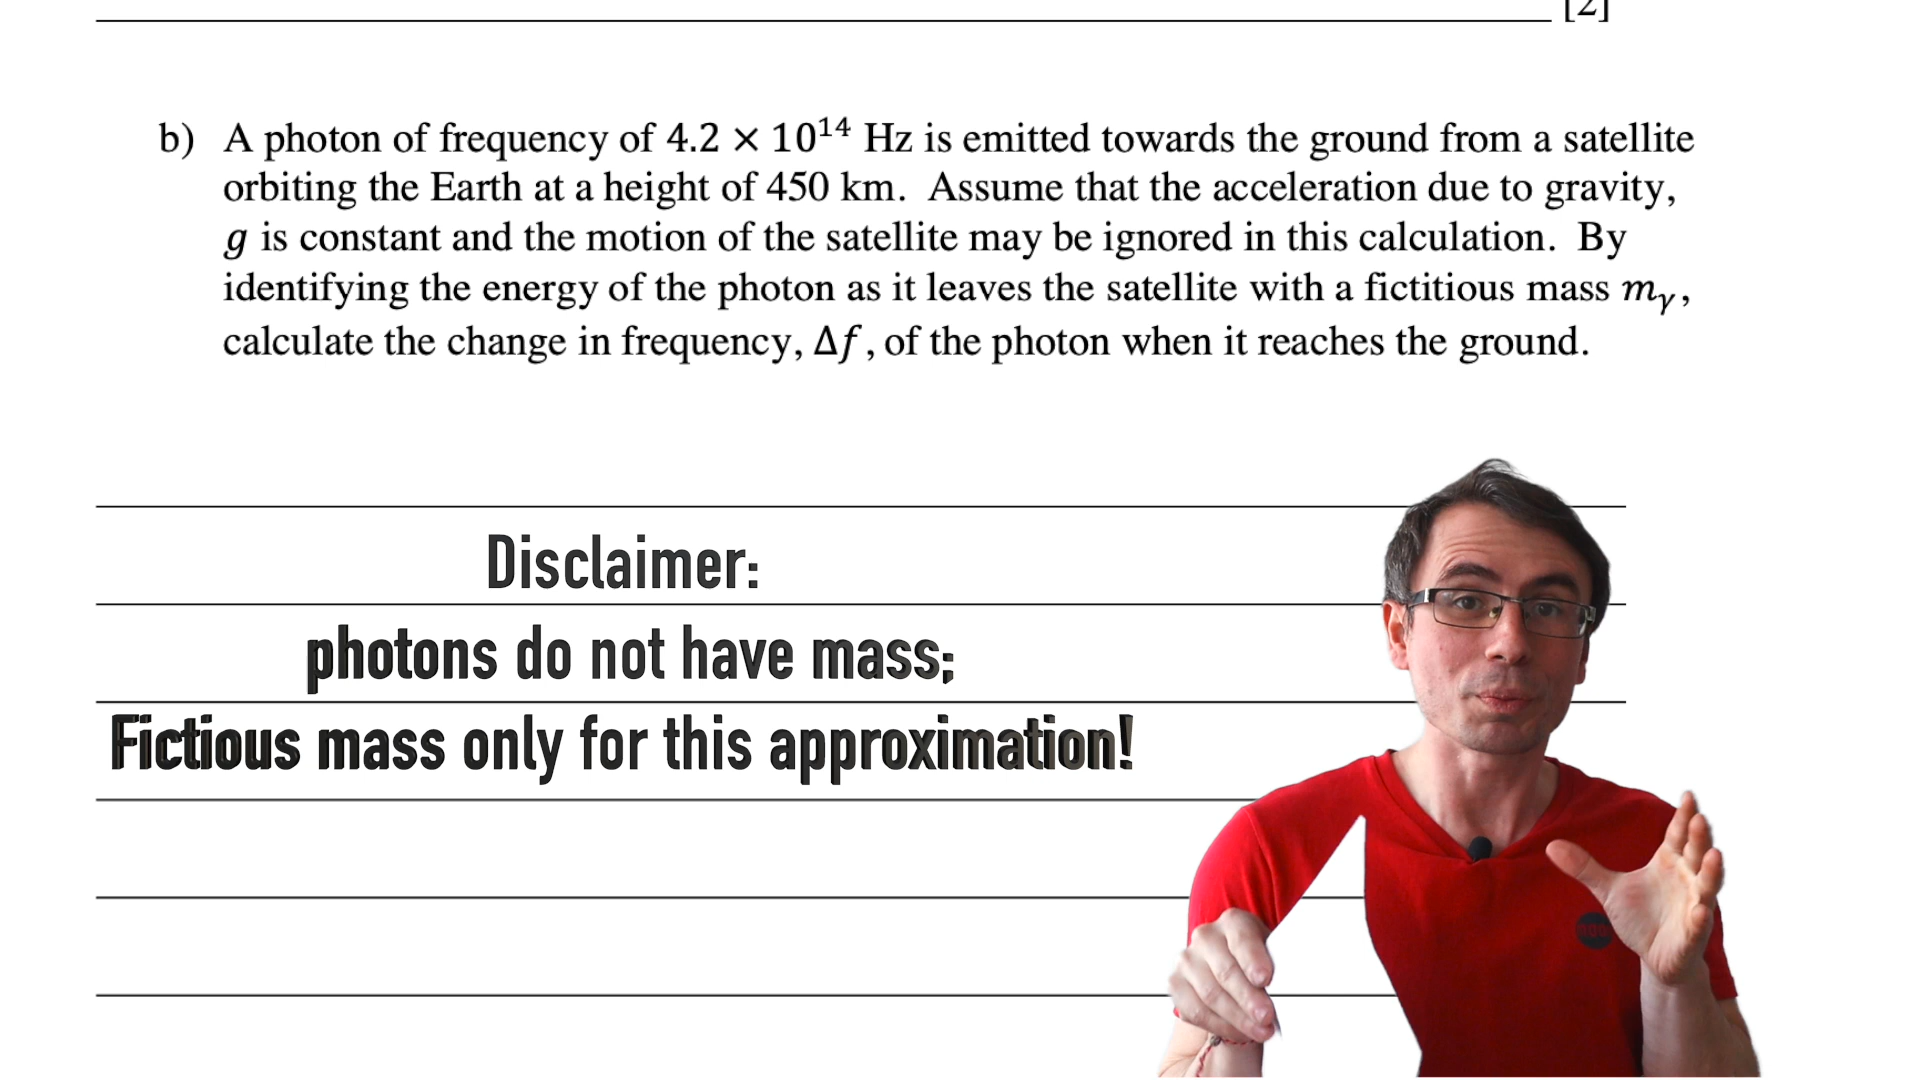 [2]
b) A photon of frequency of 4.2 × 10¹⁴ Hz is emitted towards the ground from a satellite
orbiting the Earth at a height of 450 km. Assume that the acceleration due to gravity,
g is constant and the motion of the satellite may be ignored in this calculation. By
identifying the energy of the photon as it leaves the satellite with a fictitious mass mᵧ,
calculate the change in frequency, Δf, of the photon when it reaches the ground.
Disclaimer:
photons do not have mass;
Fictious mass only for this approximation!